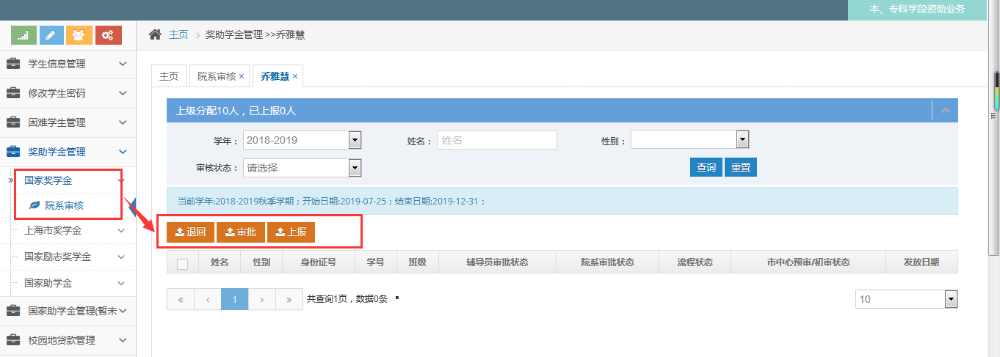 本、专科学段资助业务
主页 > 奖助学金管理 >>乔雅慧
学生信息管理
修改学生密码
困难学生管理
奖助学金管理
» 国家奖学金
院系审核
上海市奖学金
国家励志奖学金
国家助学金
国家助学金管理(暂未
校园地贷款管理
主页 院系审核 × 乔雅慧 ×
上级分配10人，已上报0人
学年： 2018-2019 姓名： 姓名 性别：
审核状态： 请选择 查询 重置
当前学年:2018-2019秋季学期；开始日期:2019-07-25；结束日期:2019-12-31；
退回 审批 上报
姓名 性别 身份证号 学号 班级 辅导员审批状态 院系审批状态 流程状态 市中心预审/初审状态 发放日期
« ‹ 1 › » 共查询1页，数据0条 10